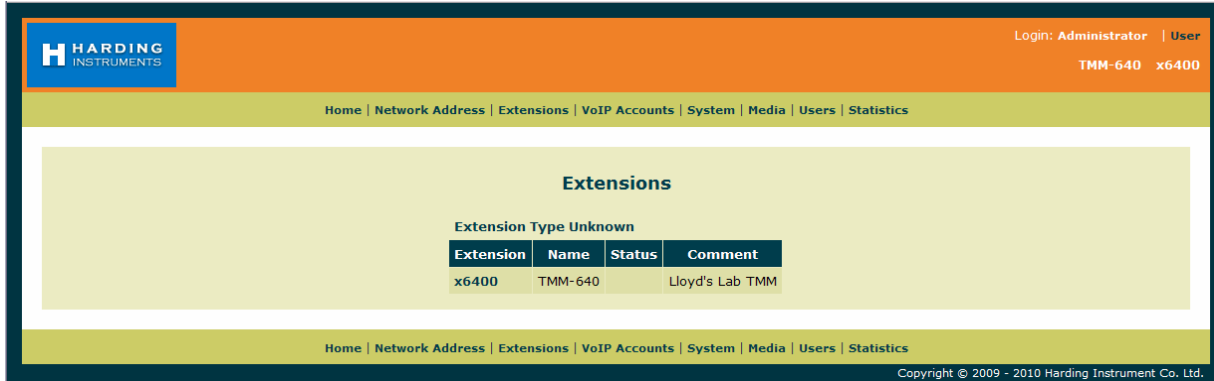 HARDING
INSTRUMENTS
Login: Administrator | User
TMM-640 x6400
Home | Network Address | Extensions | VoIP Accounts | System | Media | Users | Statistics
Extensions
Extension Type Unknown
Extension Name Status Comment
x6400 TMM-640 Lloyd's Lab TMM
Home | Network Address | Extensions | VoIP Accounts | System | Media | Users | Statistics
Copyright © 2009 - 2010 Harding Instrument Co. Ltd.